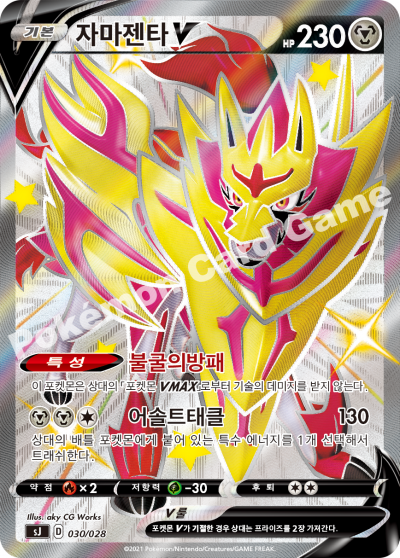 기본 자마젠타 V HP 230
Pokémon Card Game
특성 불굴의방패
이 포켓몬은 상대의 「포켓몬 VMAX」로부터 기술의 데미지를 받지 않는다.
어솔트태클 130
상대의 배틀 포켓몬에게 붙어 있는 특수 에너지를 1개 선택해서
트래쉬한다.
약점 ×2 저항력 -30 후퇴
Illus. aky CG Works
V룰
sJ D 030/028
포켓몬 V가 기절한 경우 상대는 프라이즈를 2장 가져간다.
©2021 Pokémon/Nintendo/Creatures/GAME FREAK.